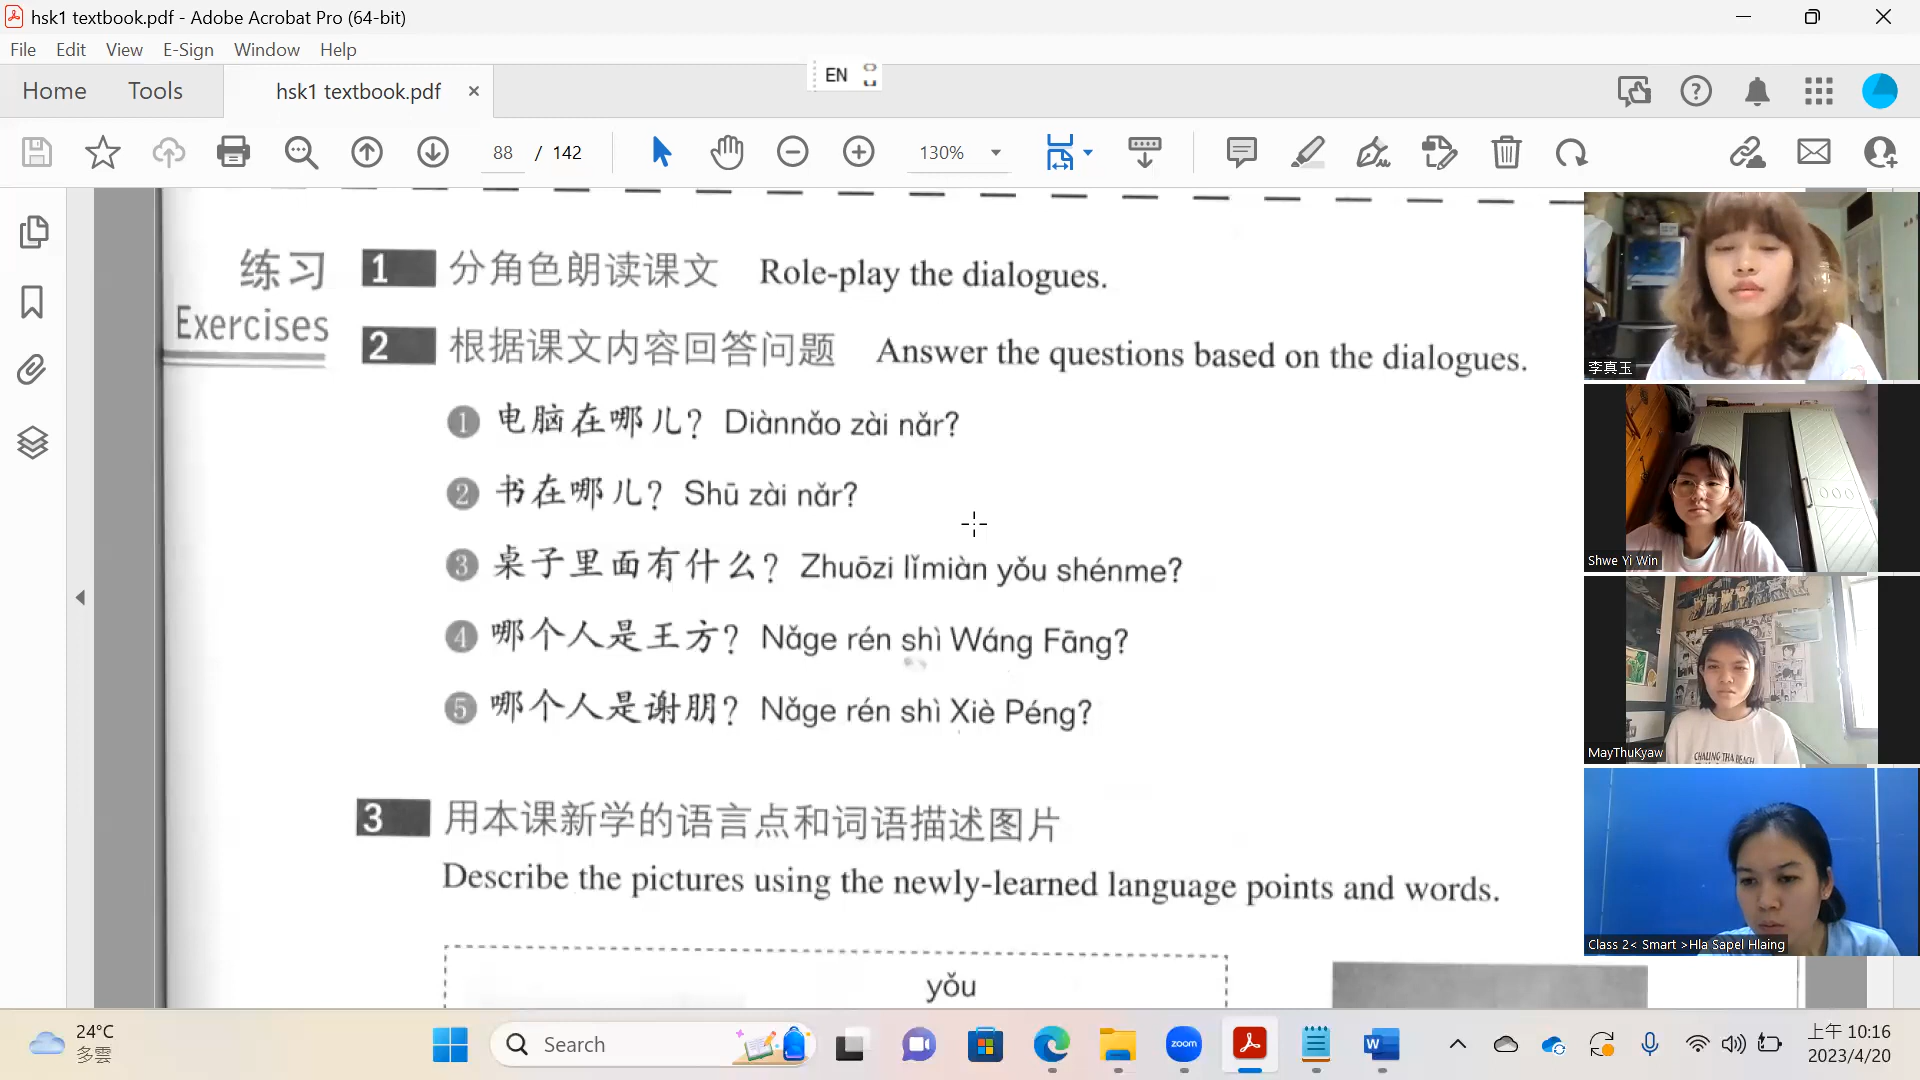 hsk1 textbook.pdf - Adobe Acrobat Pro (64-bit)
File Edit View E-Sign Window Help
Home Tools hsk1 textbook.pdf × EN
88 / 142 130%
练习 1 分角色朗读课文 Role-play the dialogues.
Exercises 2 根据课文内容回答问题 Answer the questions based on the dialogues.
1 电脑在哪儿？ Diànnǎo zài nǎr?
2 书在哪儿？ Shū zài nǎr?
3 桌子里面有什么？ Zhuōzi lǐmiàn yǒu shénme?
4 哪个人是王方？ Nǎge rén shì Wáng Fāng?
5 哪个人是谢朋？ Nǎge rén shì Xiè Péng?
3 用本课新学的语言点和词语描述图片
Describe the pictures using the newly-learned language points and words.
yǒu
李真玉
Shwe Yi Win
MayThuKyaw
Class 2< Smart >Hla Sapel Hlaing
24°C
多雲
Search
zoom
W
上午 10:16
2023/4/20